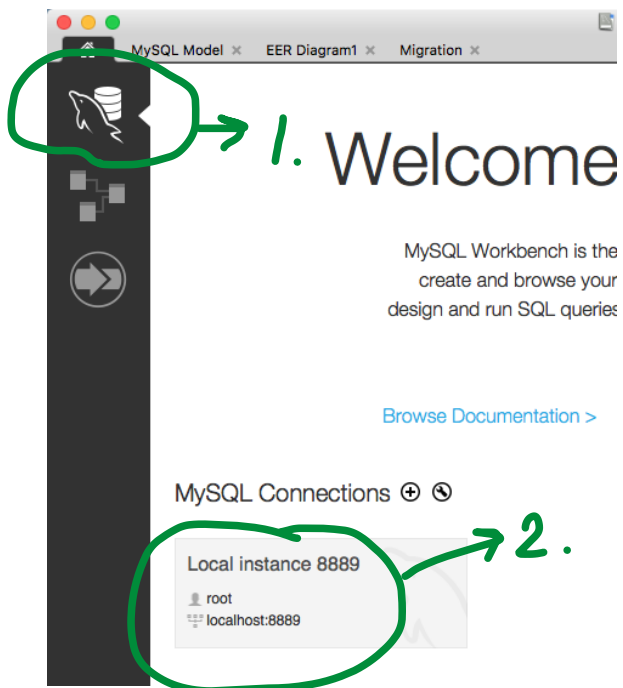 MySQL Model × EER Diagram1 × Migration ×
1.
Welcome
MySQL Workbench is the
create and browse your
design and run SQL queries
Browse Documentation >
MySQL Connections
2.
Local instance 8889
root
localhost:8889